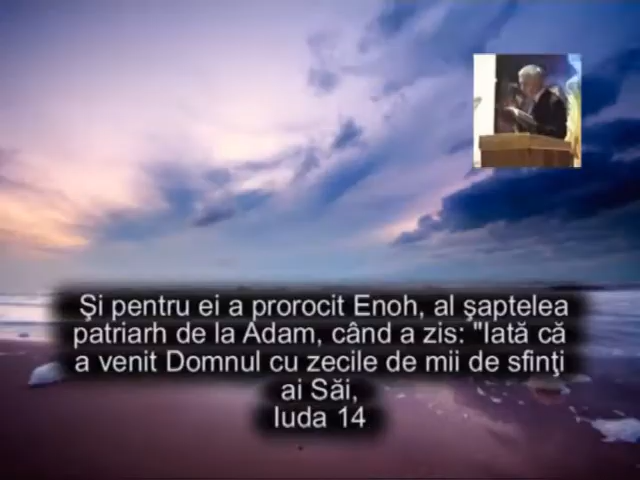 Şi pentru ei a prorocit Enoh, al şaptelea
patriarh de la Adam, când a zis: "Iată că
a venit Domnul cu zecile de mii de sfinţi
ai Săi,
Iuda 14